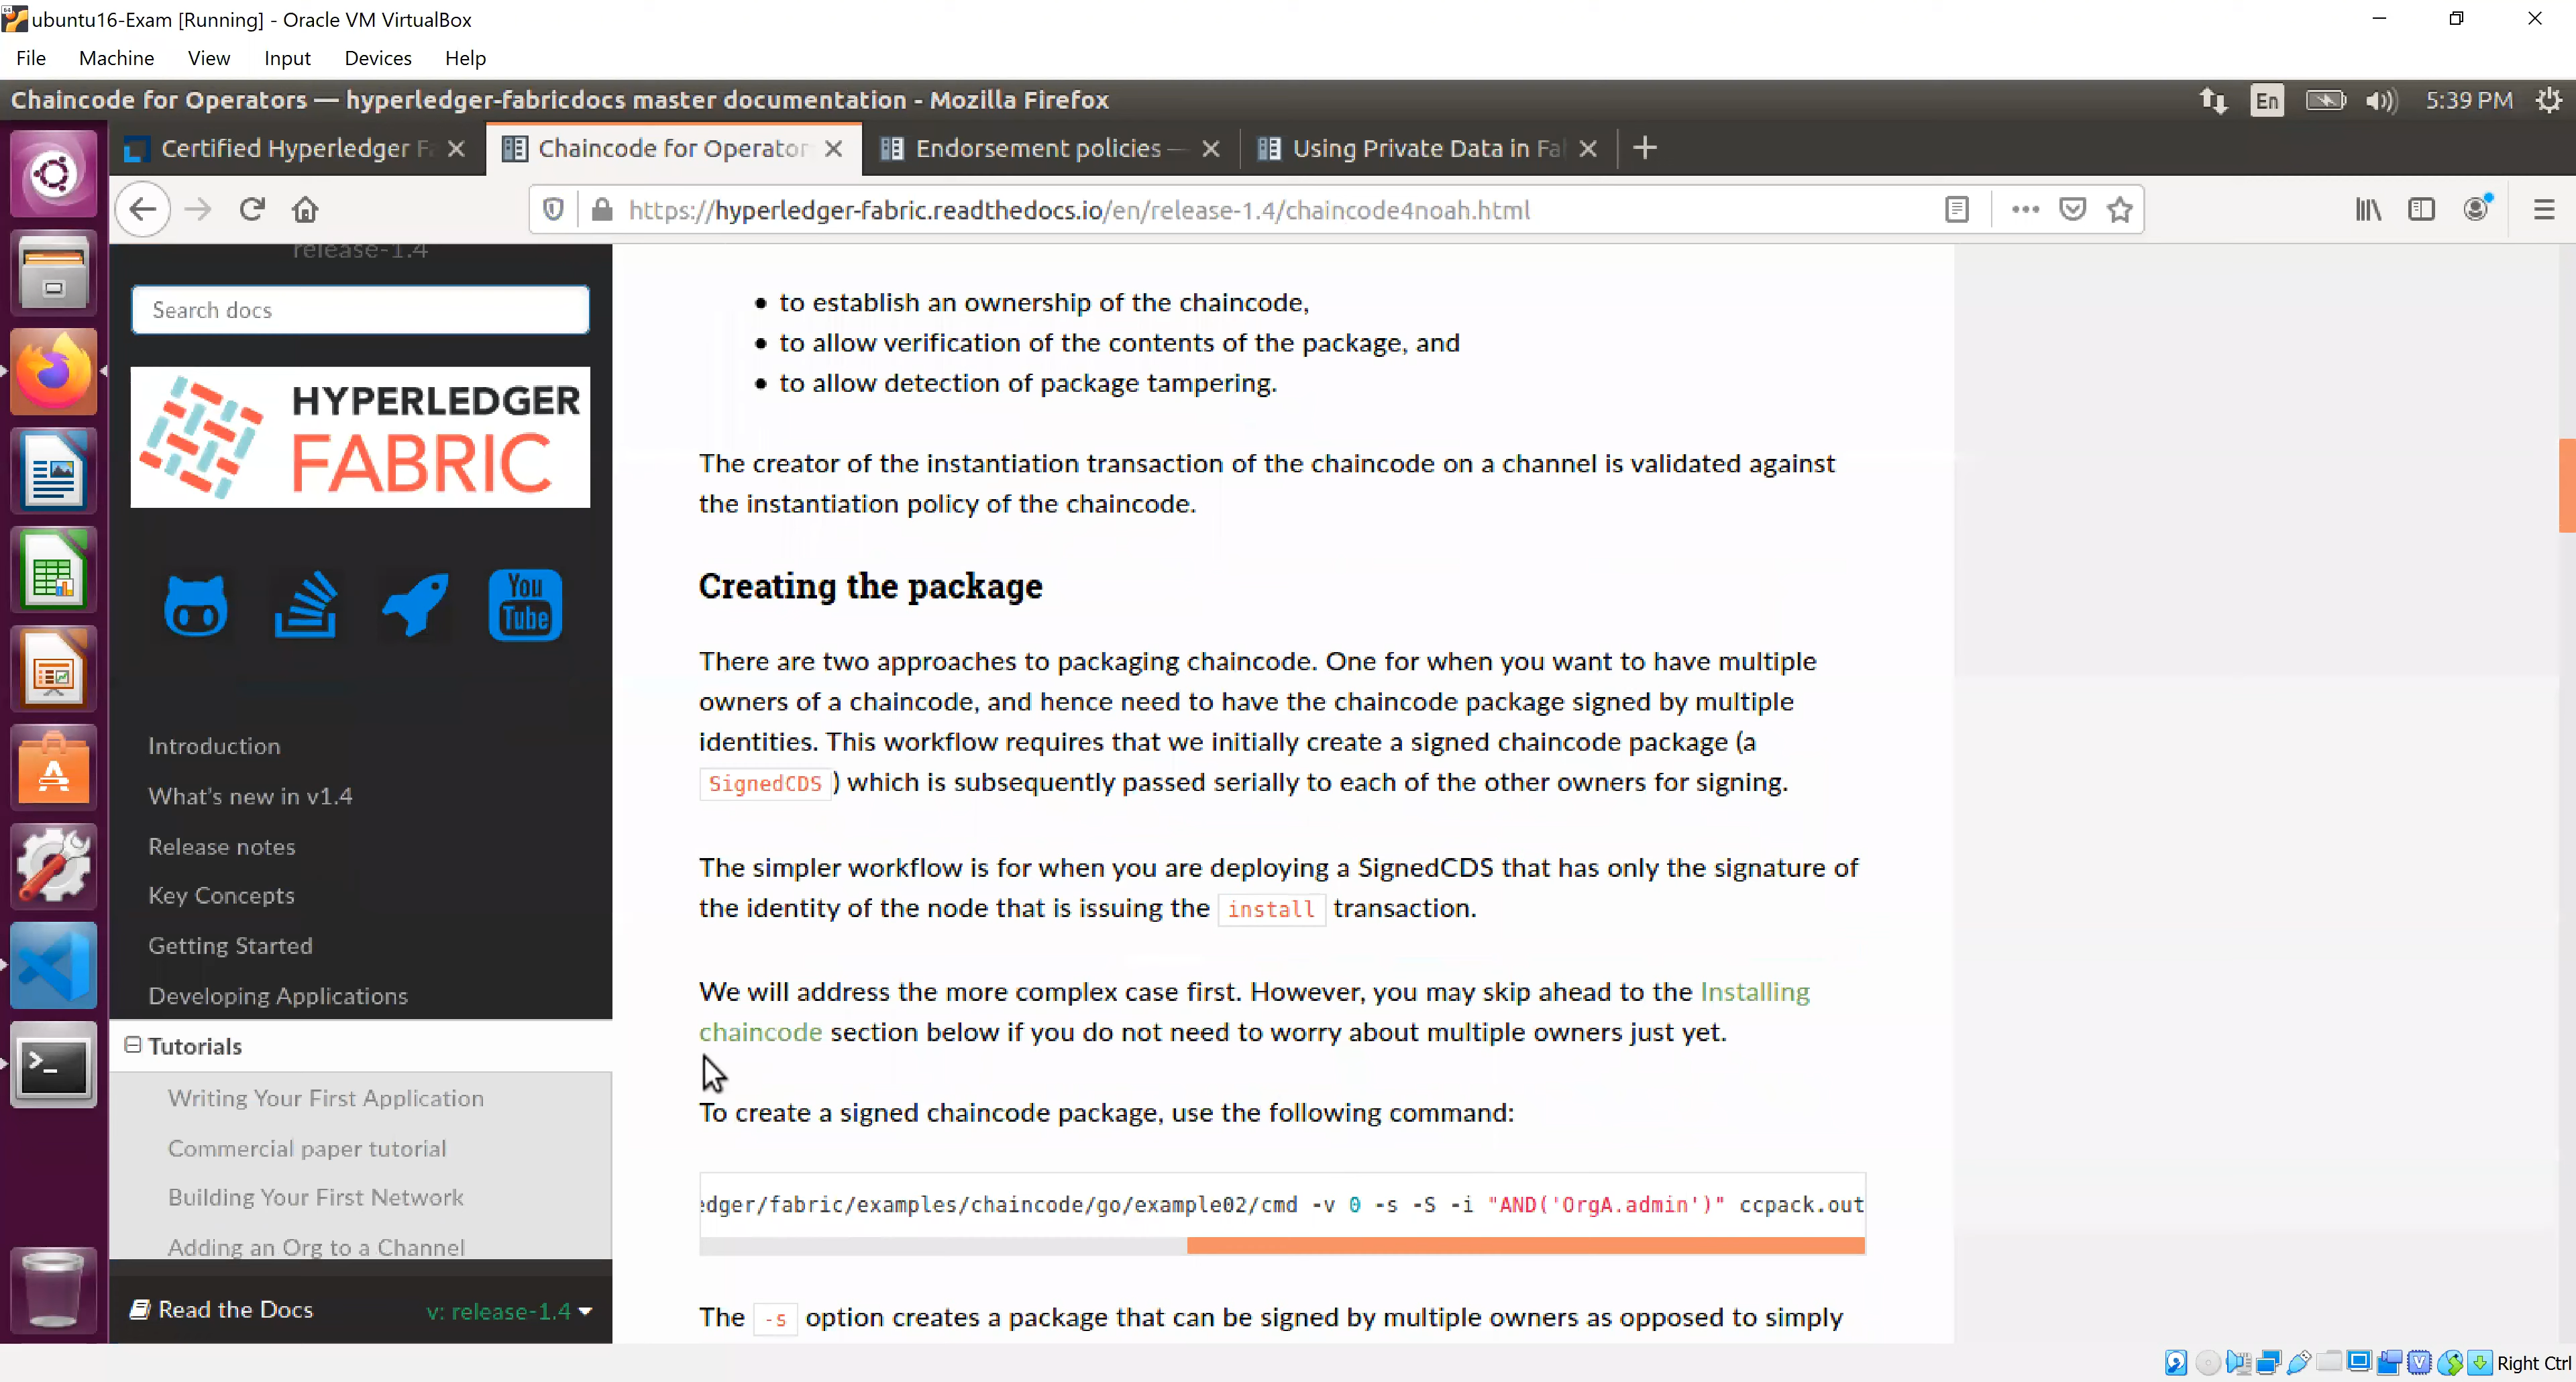 ubuntu16-Exam [Running] - Oracle VM VirtualBox
File Machine View Input Devices Help
Chaincode for Operators — hyperledger-fabricdocs master documentation - Mozilla Firefox
En
5:39 PM
Certified Hyperledger Fa
Chaincode for Operator
Endorsement policies —
Using Private Data in Fa
https://hyperledger-fabric.readthedocs.io/en/release-1.4/chaincode4noah.html
release-1.4
Search docs
HYPERLEDGER
FABRIC
You
Tube
Introduction
What's new in v1.4
Release notes
Key Concepts
Getting Started
Developing Applications
Tutorials
Writing Your First Application
Commercial paper tutorial
Building Your First Network
Adding an Org to a Channel
Read the Docs
v: release-1.4
• to establish an ownership of the chaincode,
• to allow verification of the contents of the package, and
• to allow detection of package tampering.
The creator of the instantiation transaction of the chaincode on a channel is validated against
the instantiation policy of the chaincode.
Creating the package
There are two approaches to packaging chaincode. One for when you want to have multiple
owners of a chaincode, and hence need to have the chaincode package signed by multiple
identities. This workflow requires that we initially create a signed chaincode package (a
SignedCDS ) which is subsequently passed serially to each of the other owners for signing.
The simpler workflow is for when you are deploying a SignedCDS that has only the signature of
the identity of the node that is issuing the install transaction.
We will address the more complex case first. However, you may skip ahead to the Installing
chaincode section below if you do not need to worry about multiple owners just yet.
To create a signed chaincode package, use the following command:
edger/fabric/examples/chaincode/go/example02/cmd -v 0 -s -S -i "AND('OrgA.admin')" ccpack.out
The -s option creates a package that can be signed by multiple owners as opposed to simply
Right Ctrl